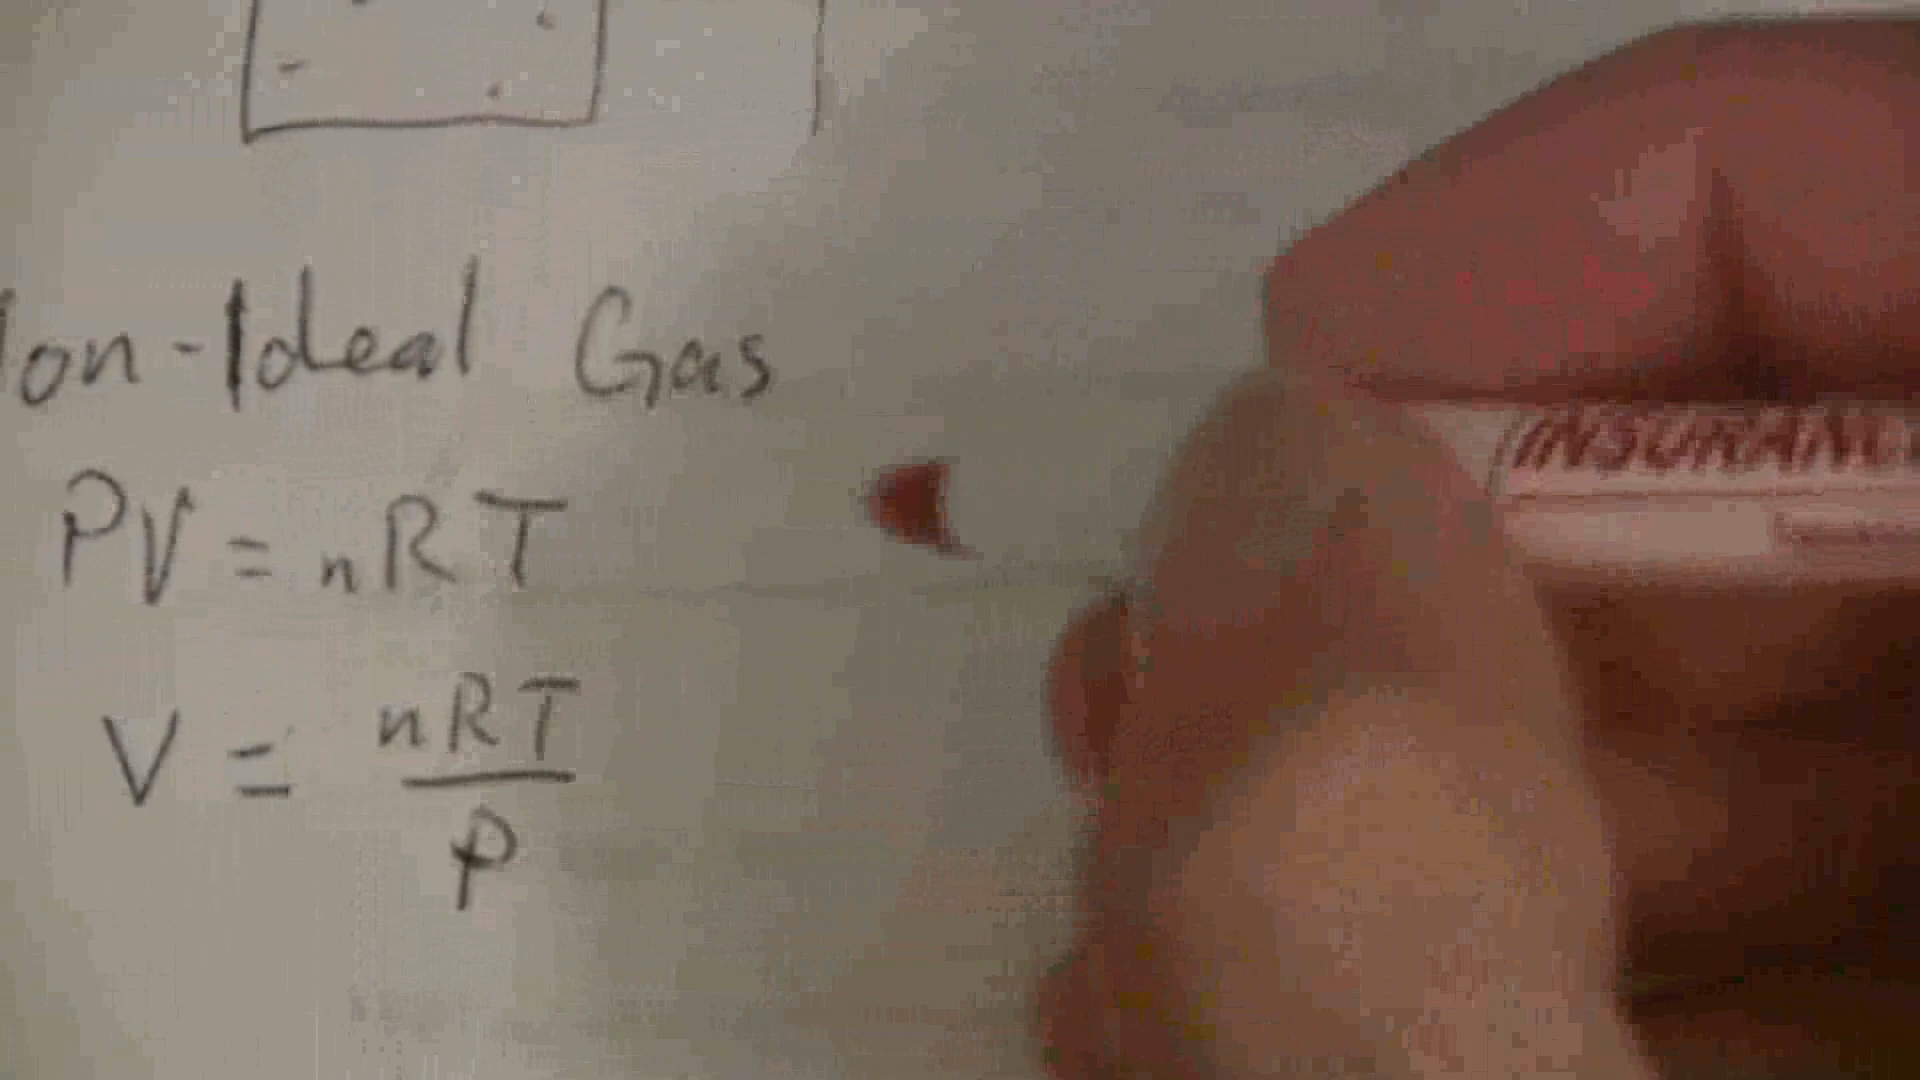 on-Ideal Gas
PV = nRT
V = nRT
P
INSURANC